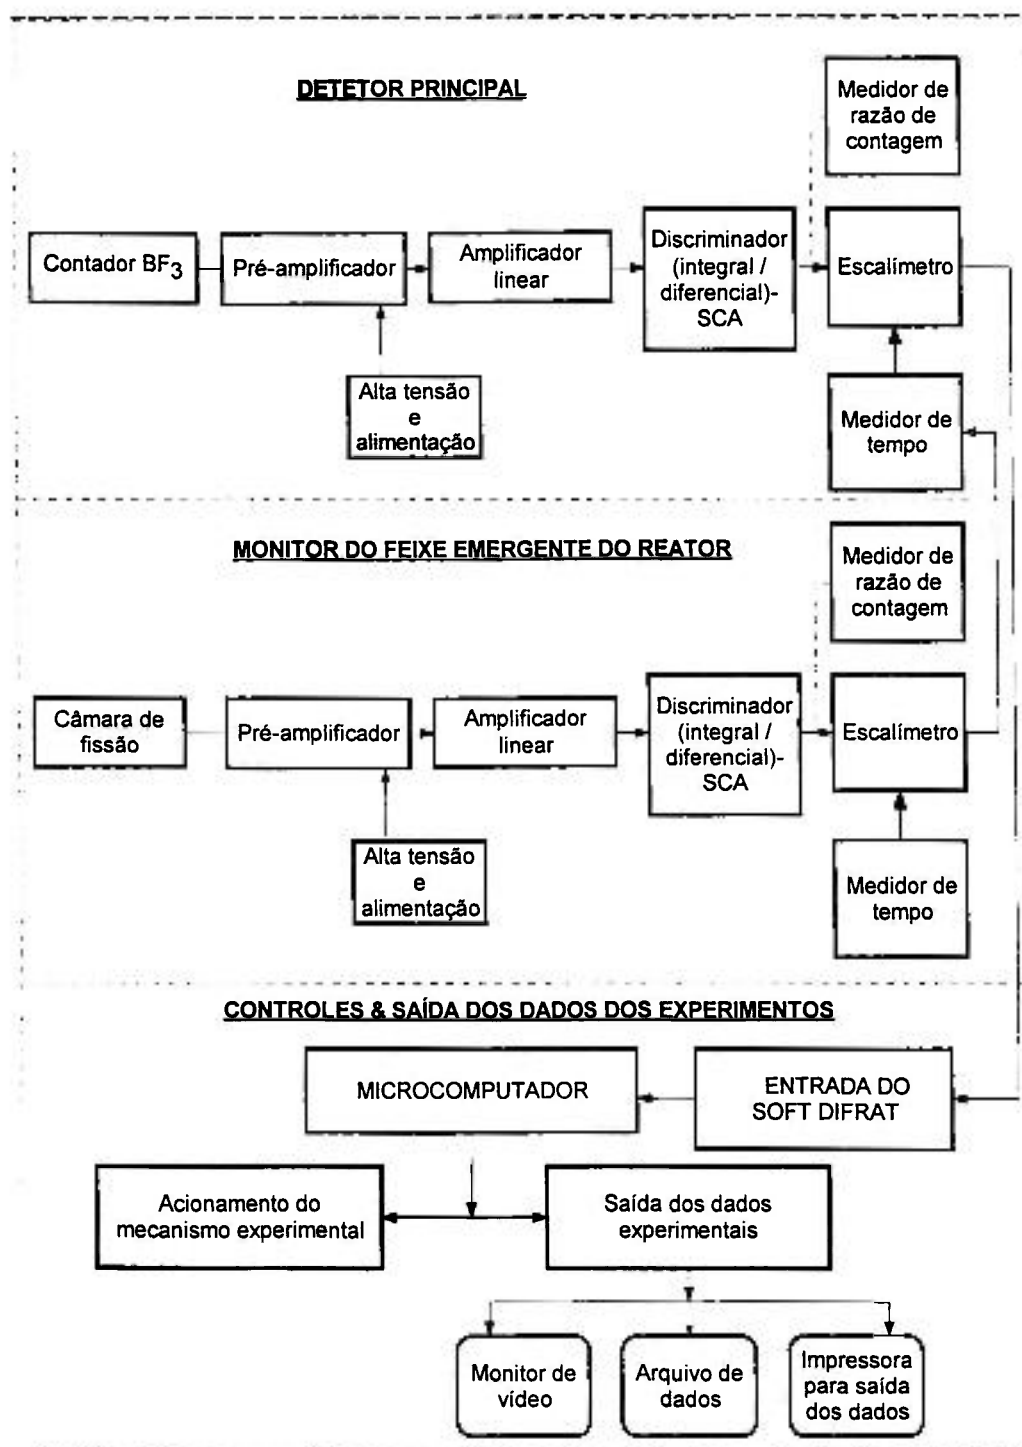 DETETOR PRINCIPAL
Medidor de
razão de
contagem
Contador BF3
Pré-amplificador
Amplificador
linear
Discriminador
(integral /
diferencial)-
SCA
Escalímetro
Alta tensão
e
alimentação
Medidor de
tempo
MONITOR DO FEIXE EMERGENTE DO REATOR
Medidor de
razão de
contagem
Câmara de
fissão
Pré-amplificador
Amplificador
linear
Discriminador
(integral /
diferencial)-
SCA
Escalímetro
Alta tensão
e
alimentação
Medidor de
tempo
CONTROLES & SAÍDA DOS DADOS DOS EXPERIMENTOS
MICROCOMPUTADOR
ENTRADA DO
SOFT DIFRAT
Acionamento do
mecanismo experimental
Saída dos dados
experimentais
Monitor de
vídeo
Arquivo de
dados
Impressora
para saída
dos dados